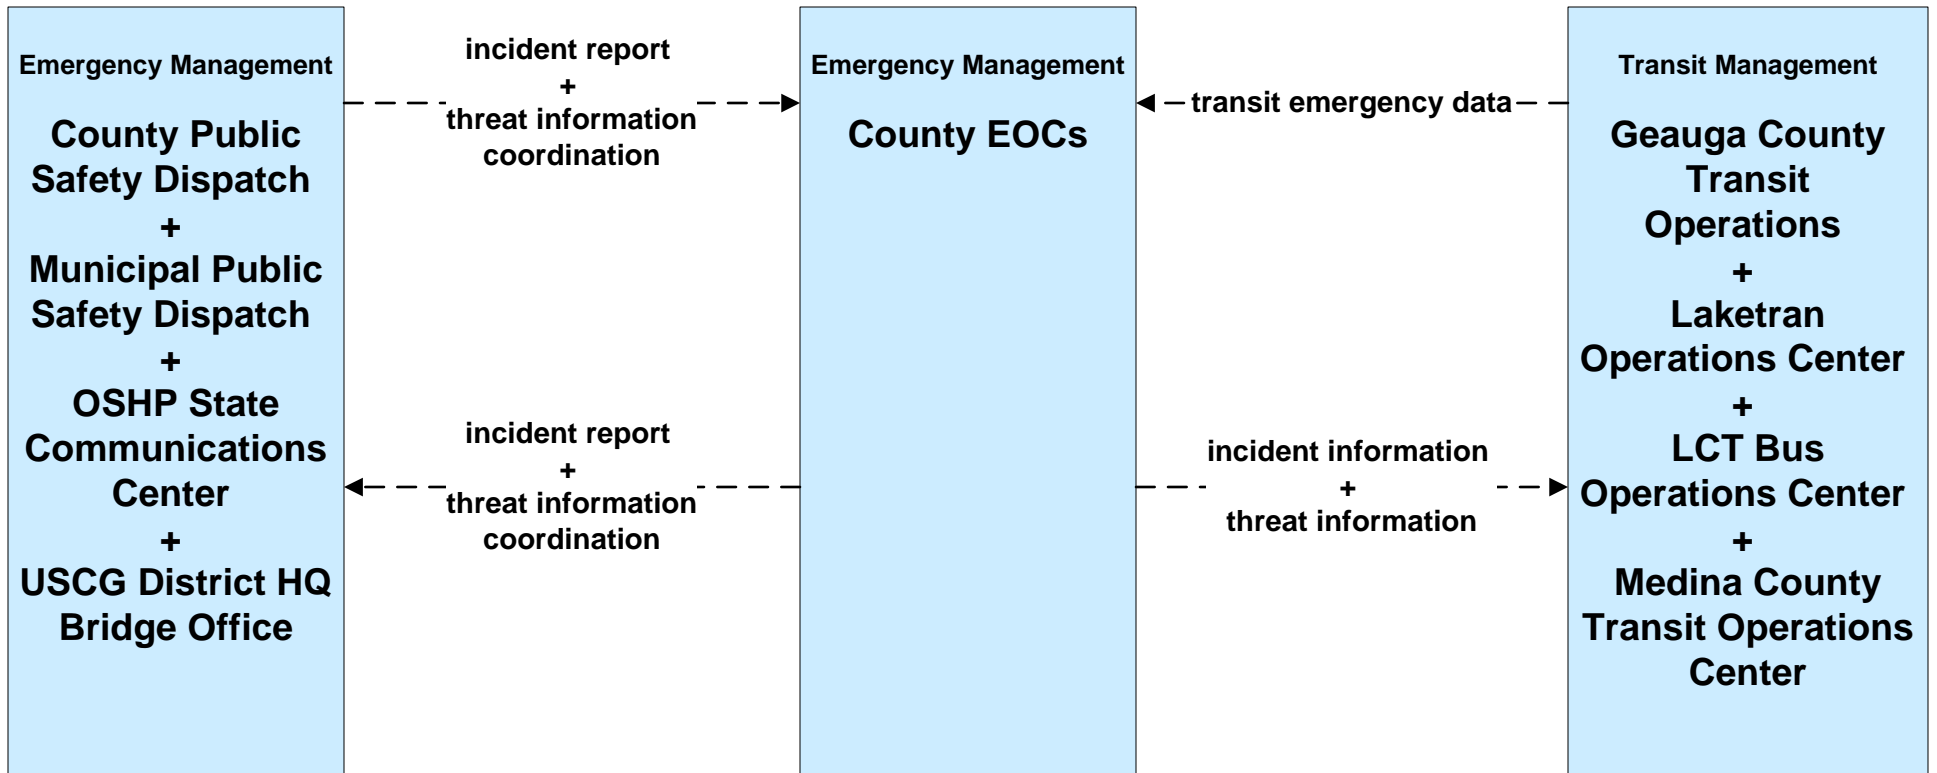 Emergency Management
County Public
Safety Dispatch
+
Municipal Public
Safety Dispatch
+
OSHP State
Communications
Center
+
USCG District HQ
Bridge Office
incident report
+
threat information
coordination
incident report
+
threat information
coordination
Emergency Management
County EOCs
transit emergency data
incident information
+
threat information
Transit Management
Geauga County
Transit
Operations
+
Laketran
Operations Center
+
LCT Bus
Operations Center
+
Medina County
Transit Operations
Center